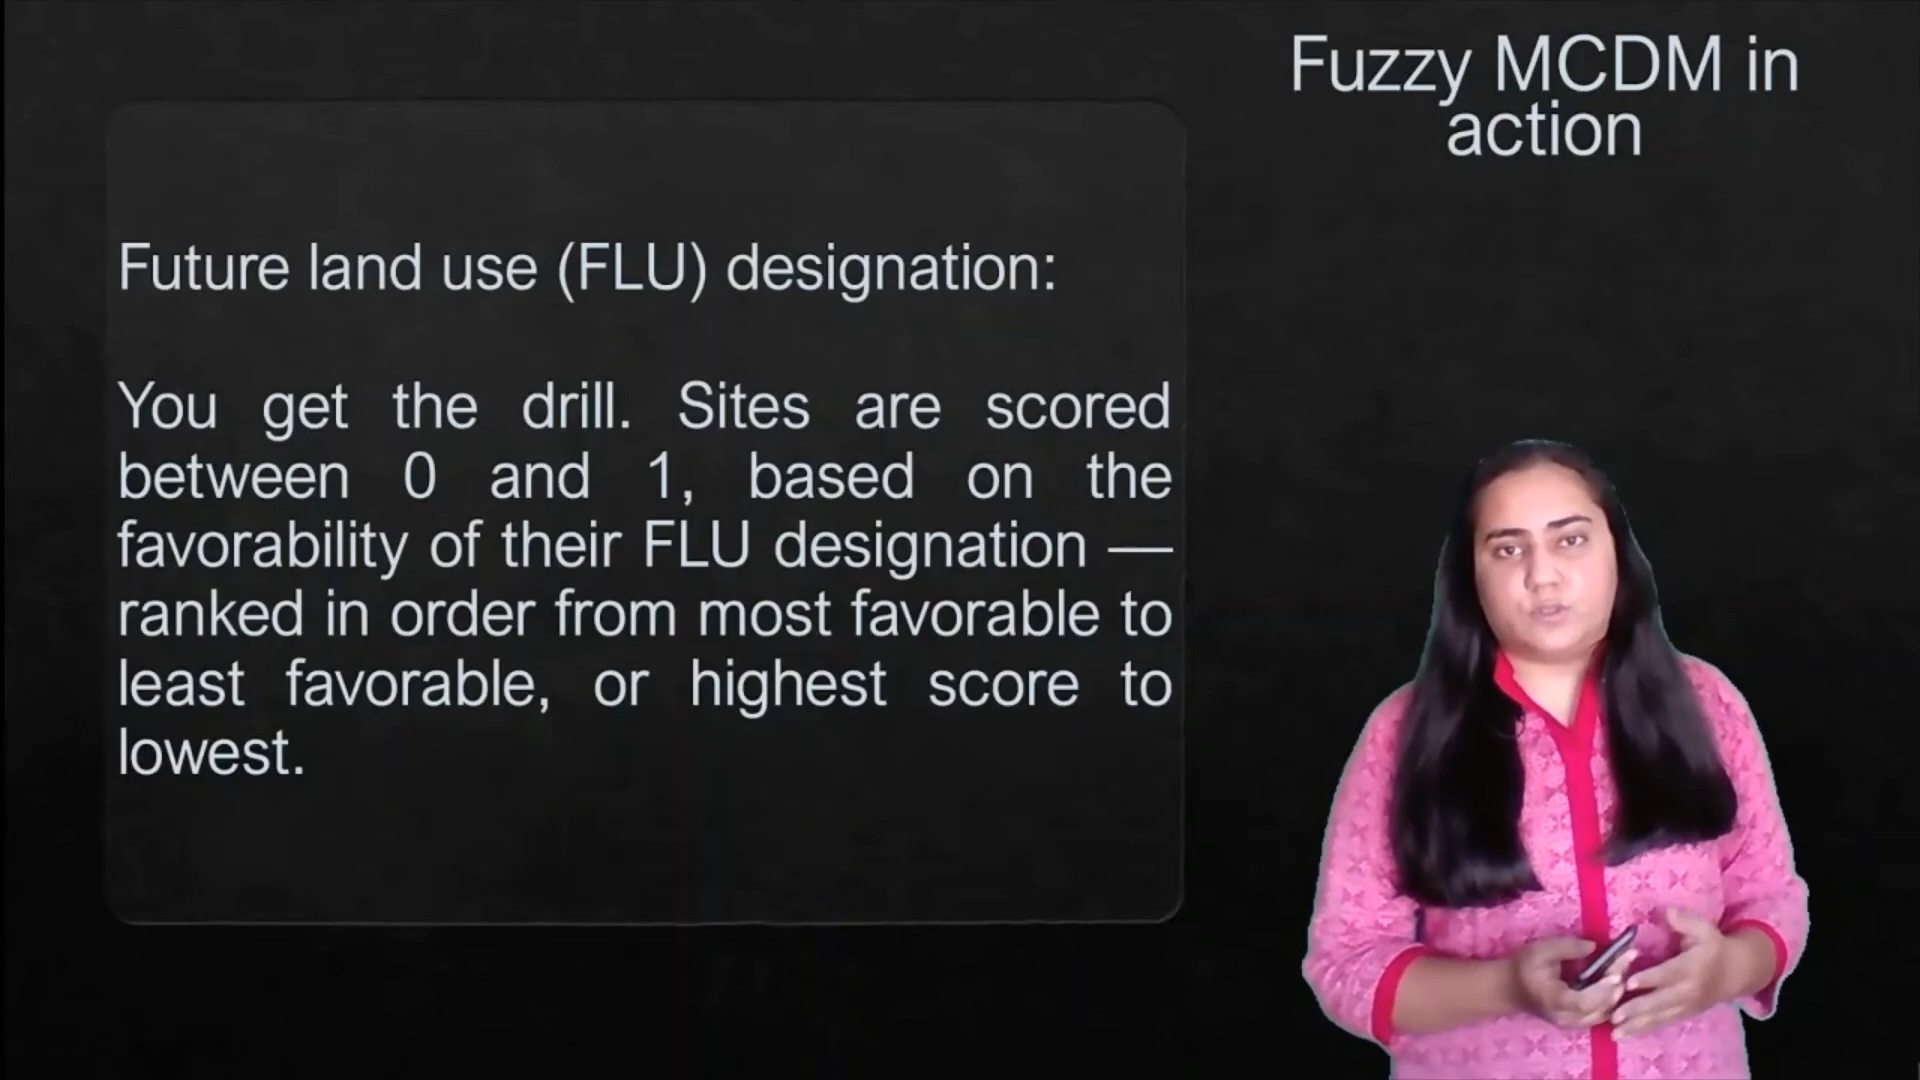 Fuzzy MCDM in
action
Future land use (FLU) designation:
You get the drill. Sites are scored
between 0 and 1, based on the
favorability of their FLU designation —
ranked in order from most favorable to
least favorable, or highest score to
lowest.